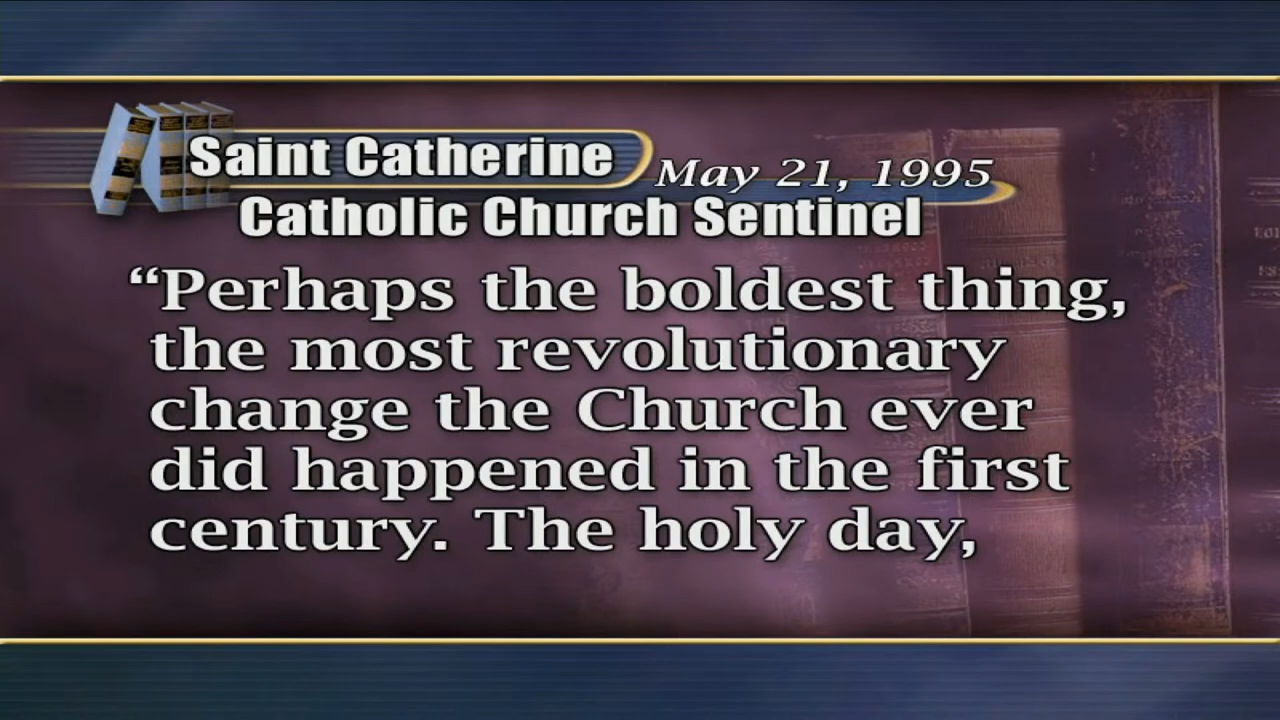 Saint Catherine
May 21, 1995
Catholic Church Sentinel
“Perhaps the boldest thing,
the most revolutionary
change the Church ever
did happened in the first
century. The holy day,